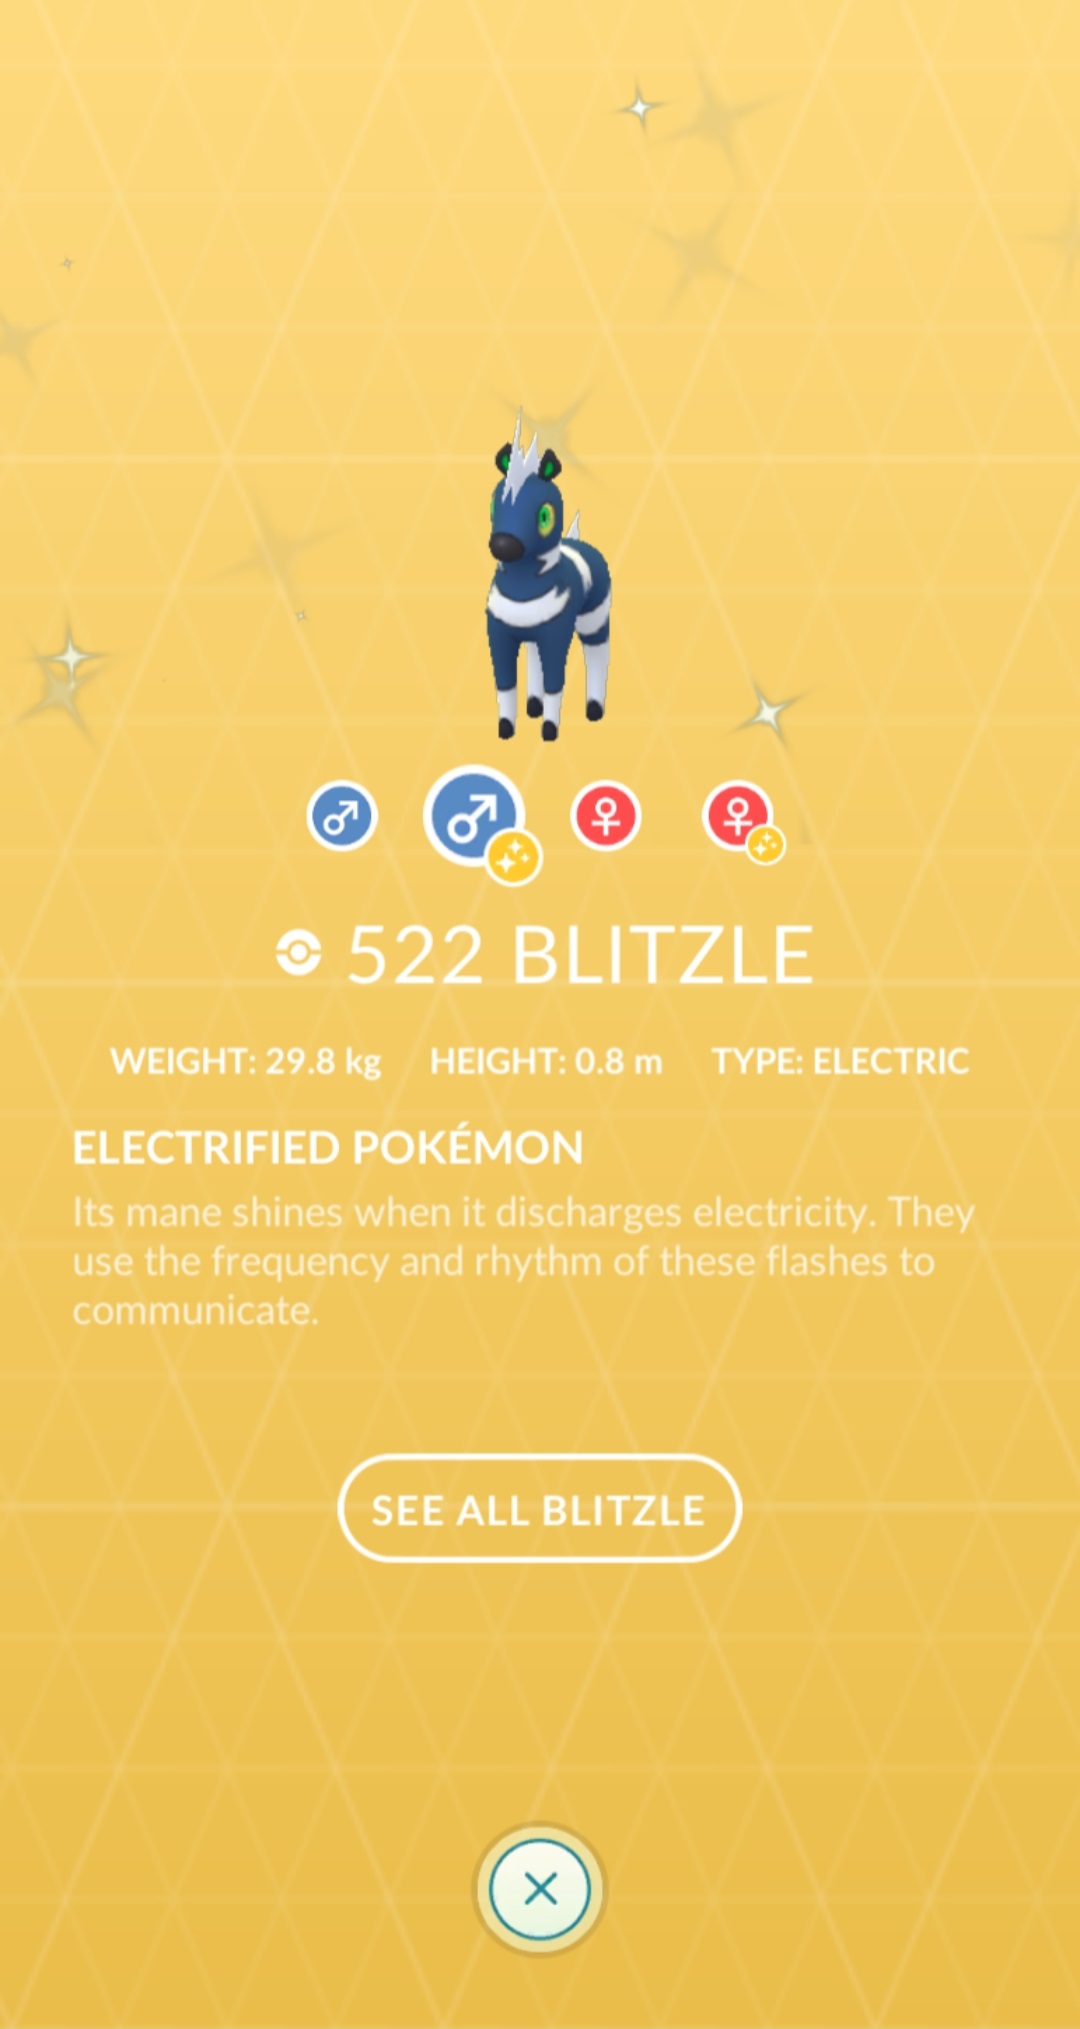 522 BLITZLE
WEIGHT: 29.8 kg HEIGHT: 0.8 m TYPE: ELECTRIC
ELECTRIFIED POKÉMON
Its mane shines when it discharges electricity. They
use the frequency and rhythm of these flashes to
communicate.
SEE ALL BLITZLE